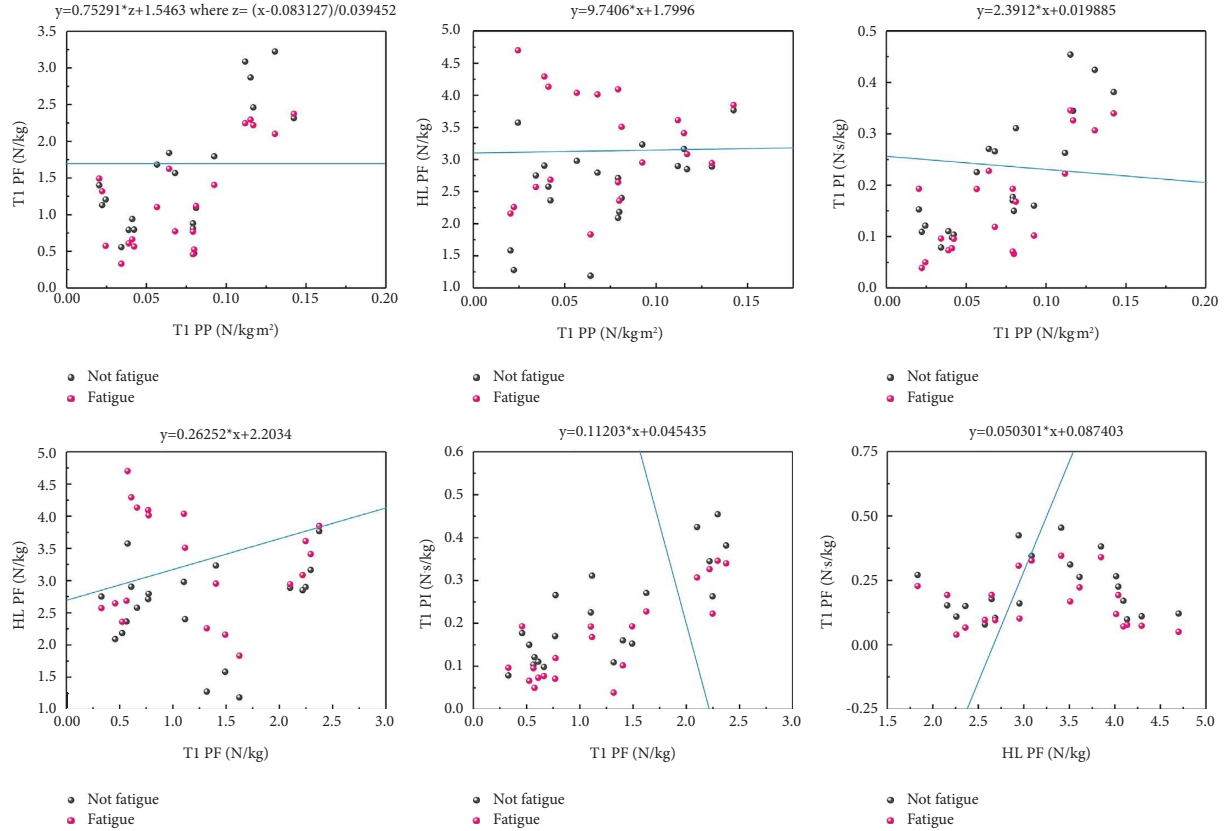 y=0.75291*z+1.5463 where z= (x-0.083127)/0.039452
3.5
3.0
2.5
2.0
1.5
1.0
0.5
0.0
T1 PF (N/kg)
0.00 0.05 0.10 0.15 0.20
T1 PP (N/kg·m²)
Not fatigue
Fatigue
y=9.7406*x+1.7996
5.0
4.5
4.0
3.5
3.0
2.5
2.0
1.5
1.0
HL PF (N/kg)
0.00 0.05 0.10 0.15
T1 PP (N/kg·m²)
Not fatigue
Fatigue
y=2.3912*x+0.019885
0.5
0.4
0.3
0.2
0.1
0.0
T1 PI (N·s/kg)
0.00 0.05 0.10 0.15 0.20
T1 PP (N/kg·m²)
Not fatigue
Fatigue
y=0.26252*x+2.2034
5.0
4.5
4.0
3.5
3.0
2.5
2.0
1.5
1.0
HL PF (N/kg)
0.00 0.5 1.0 1.5 2.0 2.5 3.0
T1 PF (N/kg)
Not fatigue
Fatigue
y=0.11203*x+0.045435
0.6
0.5
0.4
0.3
0.2
0.1
0.0
T1 PI (N·s/kg)
0.00 0.5 1.0 1.5 2.0 2.5 3.0
T1 PF (N/kg)
Not fatigue
Fatigue
y=0.050301*x+0.087403
0.75
0.50
0.25
0.00
-0.25
T1 PF (N·s/kg)
1.5 2.0 2.5 3.0 3.5 4.0 4.5 5.0
HL PF (N/kg)
Not fatigue
Fatigue